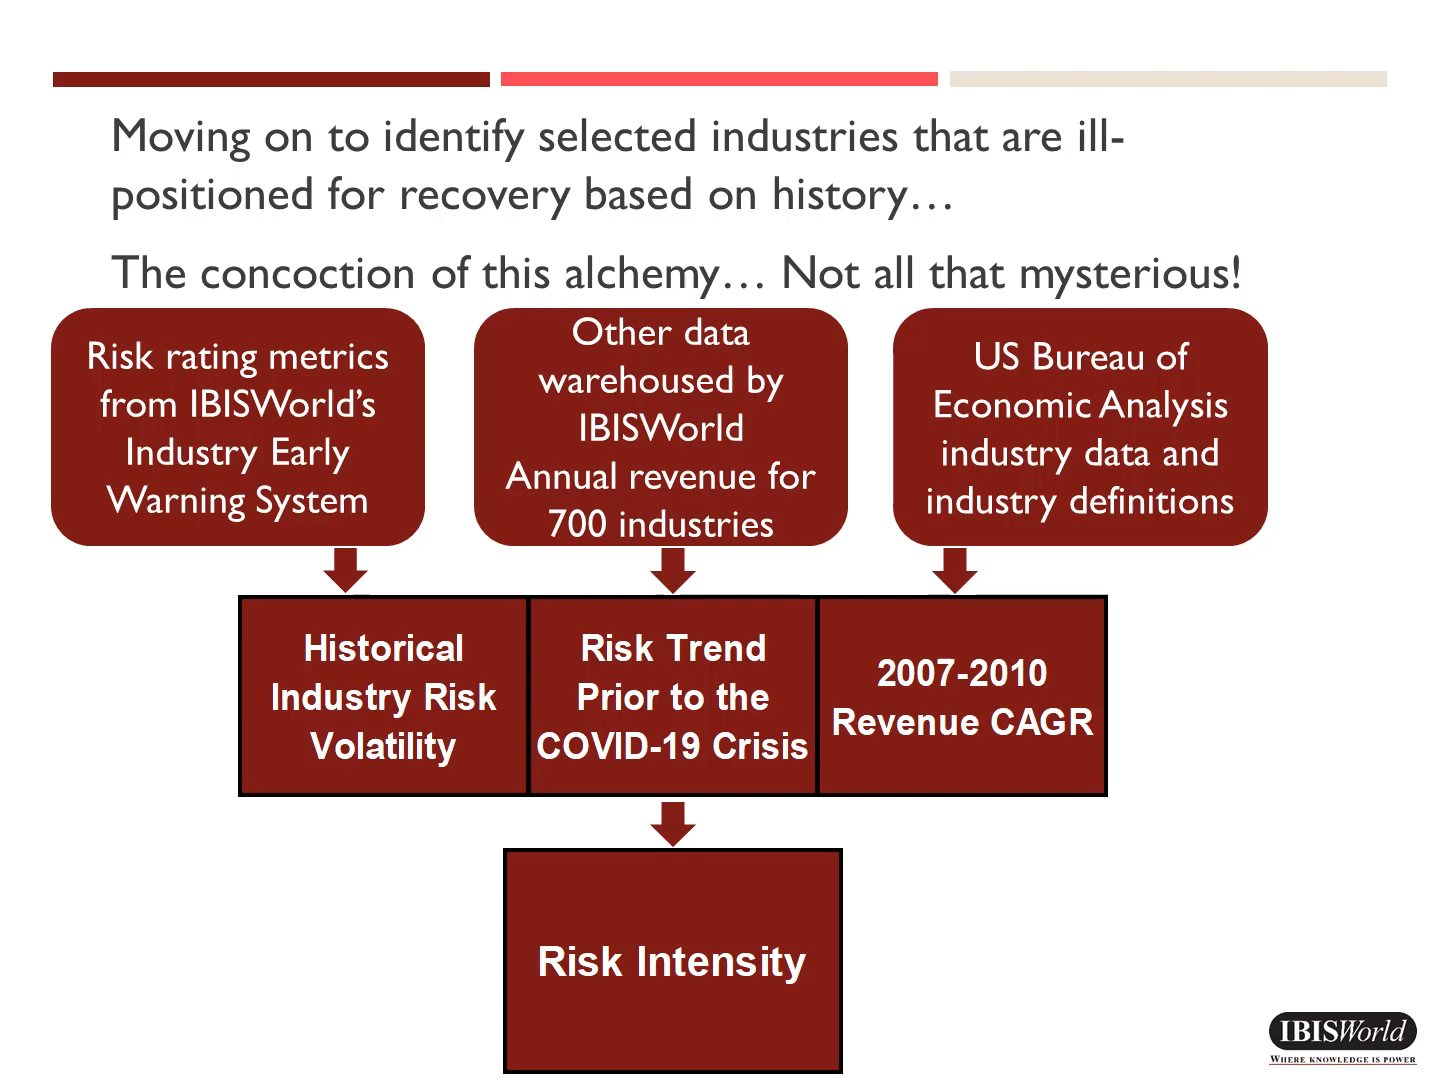 Moving on to identify selected industries that are ill-
positioned for recovery based on history…
The concoction of this alchemy… Not all that mysterious!
Risk rating metrics
from IBISWorld’s
Industry Early
Warning System
Other data
warehoused by
IBISWorld
Annual revenue for
700 industries
US Bureau of
Economic Analysis
industry data and
industry definitions
Historical
Industry Risk
Volatility
Risk Trend
Prior to the
COVID-19 Crisis
2007-2010
Revenue CAGR
Risk Intensity
IBISWorld
WHERE KNOWLEDGE IS POWER